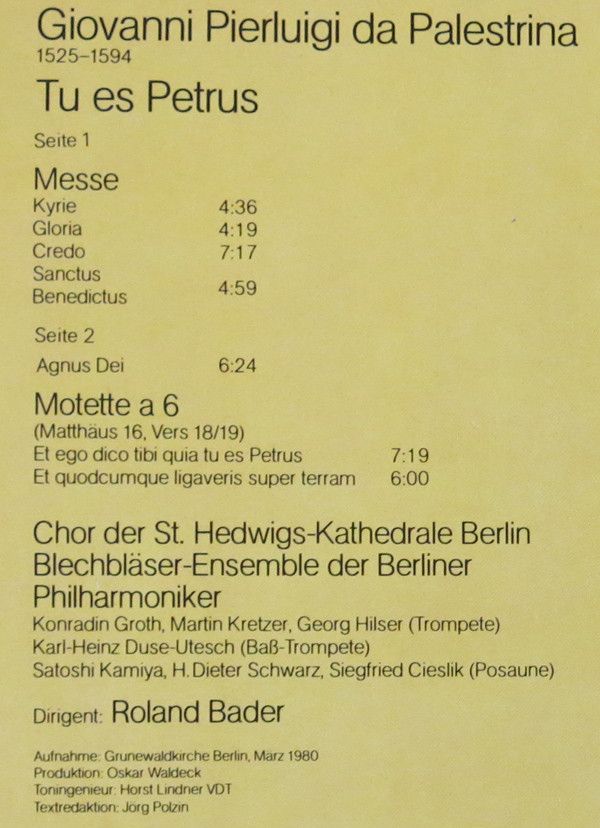 Giovanni Pierluigi da Palestrina
1525–1594
Tu es Petrus
Seite 1
Messe
Kyrie 4:36
Gloria 4:19
Credo 7:17
Sanctus
Benedictus 4:59
Seite 2
Agnus Dei 6:24
Motette a 6
(Matthäus 16, Vers 18/19)
Et ego dico tibi quia tu es Petrus 7:19
Et quodcumque ligaveris super terram 6:00
Chor der St. Hedwigs-Kathedrale Berlin
Blechbläser-Ensemble der Berliner
Philharmoniker
Konradin Groth, Martin Kretzer, Georg Hilser (Trompete)
Karl-Heinz Duse-Utesch (Baß-Trompete)
Satoshi Kamiya, H. Dieter Schwarz, Siegfried Cieslik (Posaune)
Dirigent: Roland Bader
Aufnahme: Grunewaldkirche Berlin, März 1980
Produktion: Oskar Waldeck
Toningenieur: Horst Lindner VDT
Textredaktion: Jörg Polzin